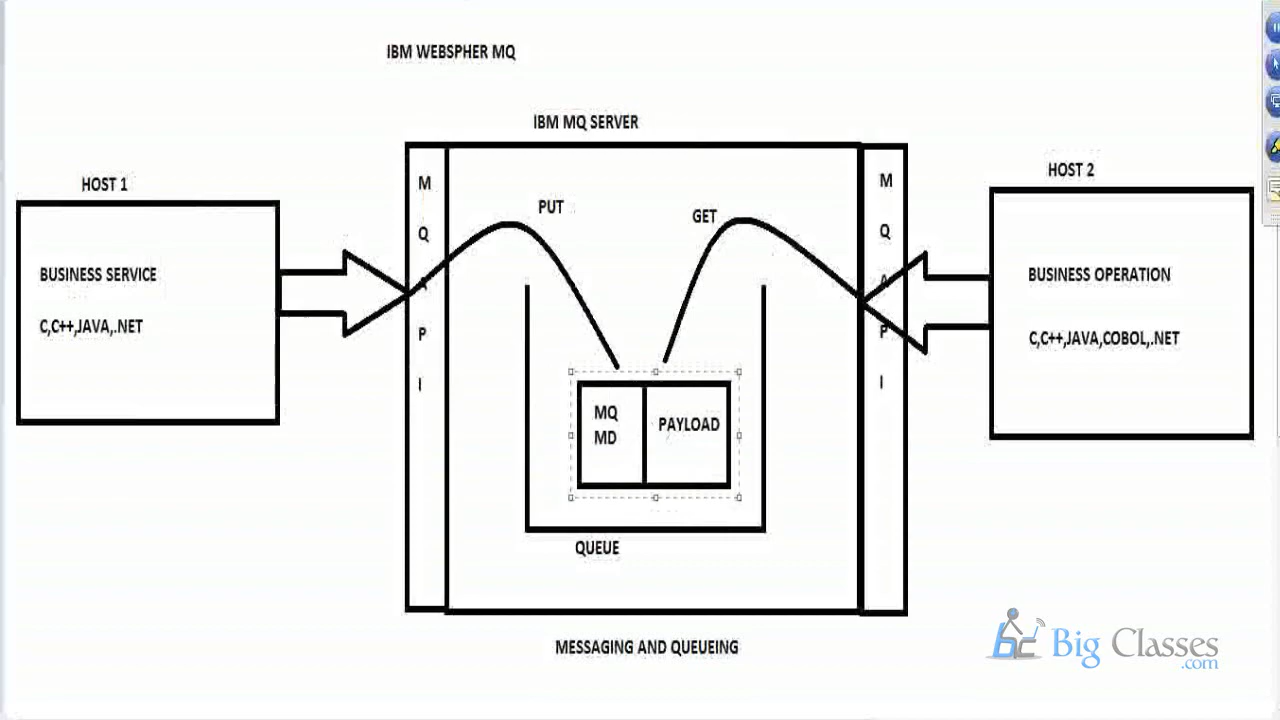 IBM WEBSPHER MQ
IBM MQ SERVER
HOST 1
BUSINESS SERVICE
C,C++,JAVA,.NET
M
Q
A
P
I
PUT
GET
MQ
MD
PAYLOAD
QUEUE
M
Q
A
P
I
HOST 2
BUSINESS OPERATION
C,C++,JAVA,COBOL,.NET
MESSAGING AND QUEUEING
Big Classes
.com